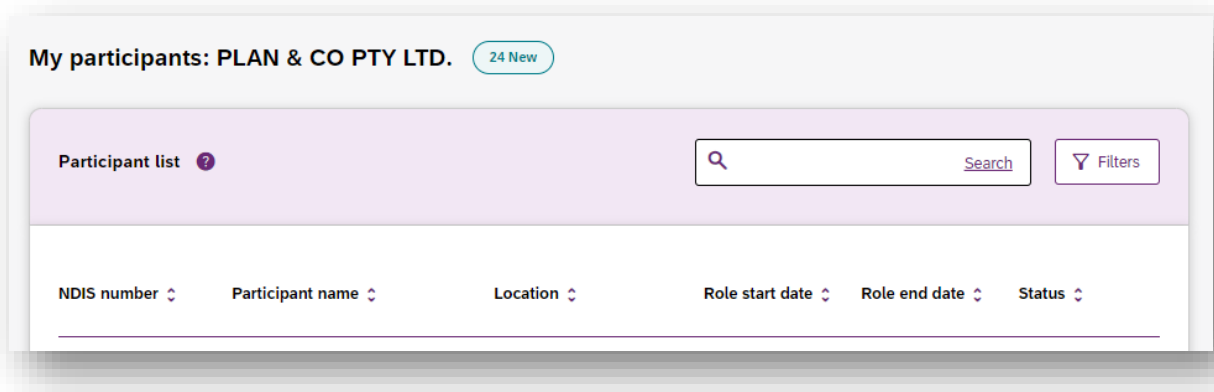 My participants: PLAN & CO PTY LTD. 24 New
Participant list ? Search Filters
NDIS number Participant name Location Role start date Role end date Status